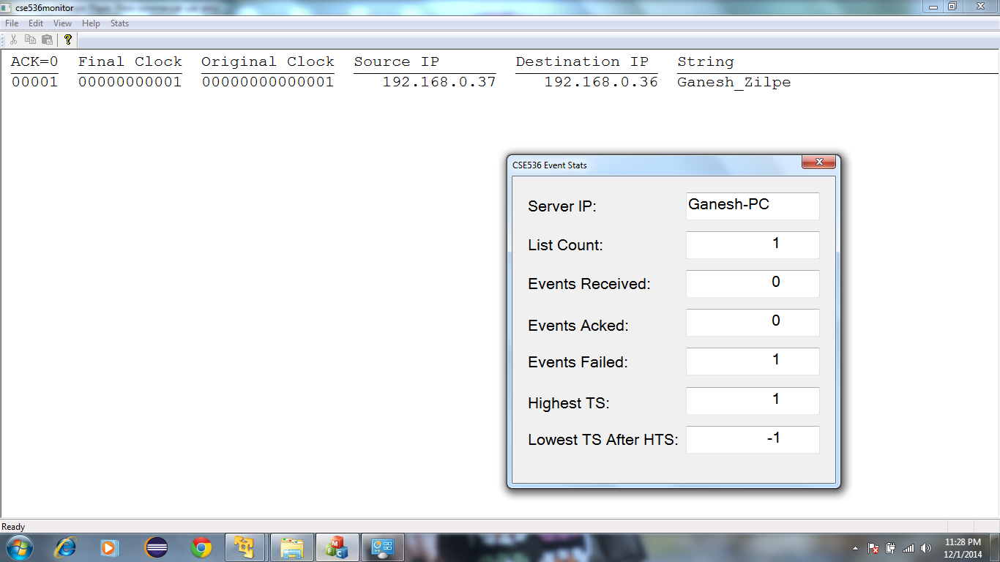 cse536monitor
File Edit View Help Stats
ACK=0 Final Clock Original Clock Source IP Destination IP String
00001 00000000001 00000000000001 192.168.0.37 192.168.0.36 Ganesh_Zilpe
CSE536 Event Stats
Server IP: Ganesh-PC
List Count: 1
Events Received: 0
Events Acked: 0
Events Failed: 1
Highest TS: 1
Lowest TS After HTS: -1
Ready
11:28 PM
12/1/2014